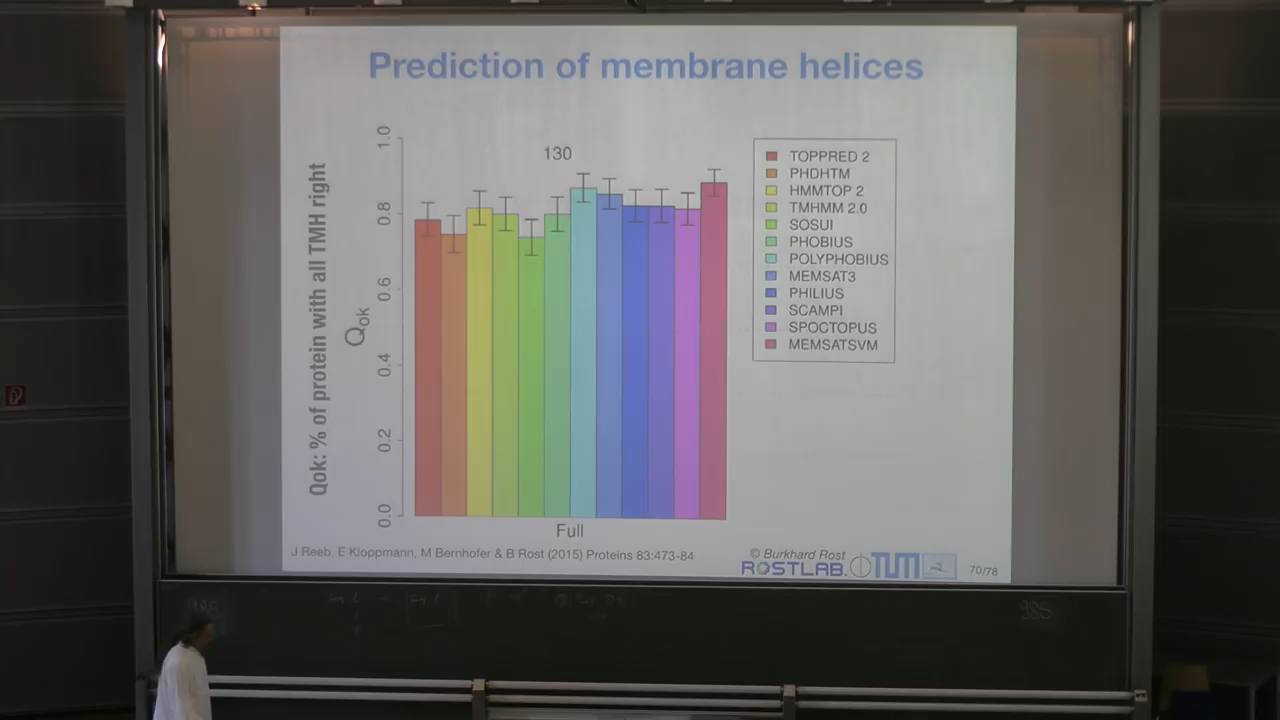 Prediction of membrane helices
Qok: % of protein with all TMH right
Qok
1.0
0.8
0.6
0.4
0.2
0.0
130
Full
TOPPRED 2
PHDHTM
HMMTOP 2
TMHMM 2.0
SOSUI
PHOBIUS
POLYPHOBIUS
MEMSAT3
PHILIUS
SCAMPI
SPOCTOPUS
MEMSATSVM
J Reeb, E Kloppmann, M Bernhofer & B Rost (2015) Proteins 83:473-84
© Burkhard Rost
ROSTLAB. TUM
70/78